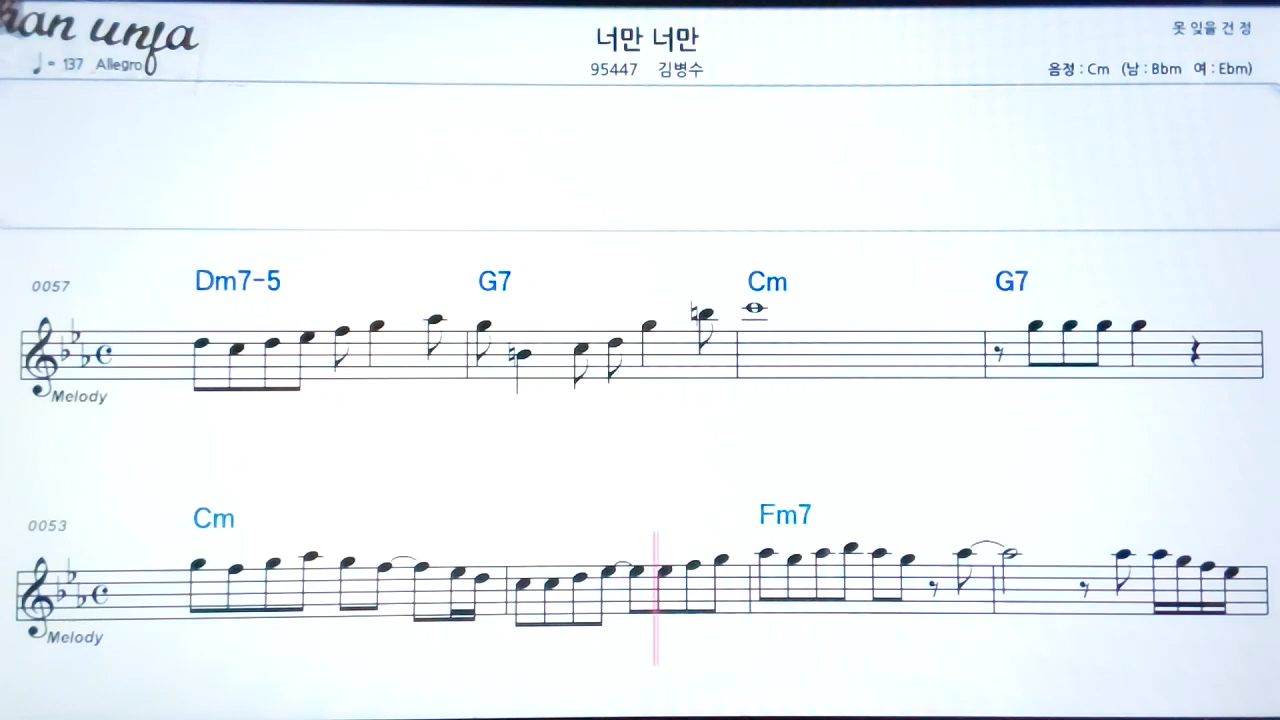 han unfa
너만 너만
못 잊을 건 정
♩= 137 Allegro
95447 김병수
음정 : Cm (남 : Bbm 여 : Ebm)
0057
Dm7-5 G7 Cm G7
Melody
0053
Cm Fm7
Melody